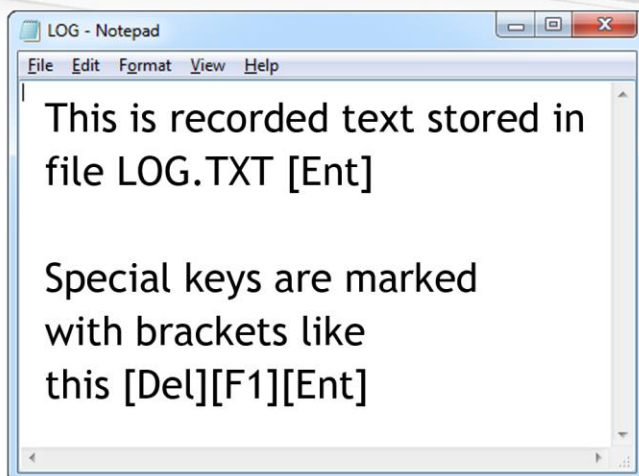 LOG - Notepad
File Edit Format View Help
This is recorded text stored in
file LOG.TXT [Ent]
Special keys are marked
with brackets like
this [Del][F1][Ent]